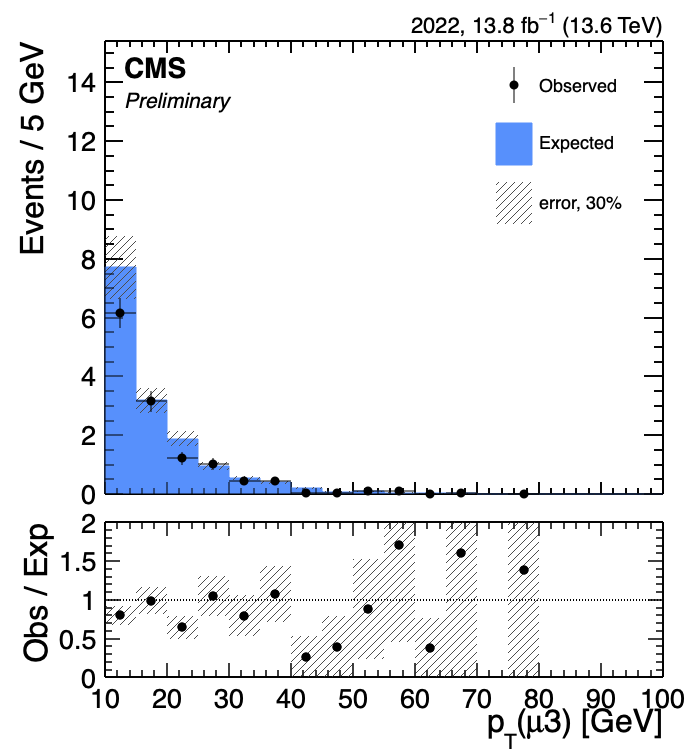 2022, 13.8 fb⁻¹ (13.6 TeV)
CMS
Preliminary
Observed
Expected
error, 30%
Events / 5 GeV
14
12
10
8
6
4
2
0
Obs / Exp
2
1.5
1
0.5
0
10 20 30 40 50 60 70 80 90 100
p_T(μ3) [GeV]